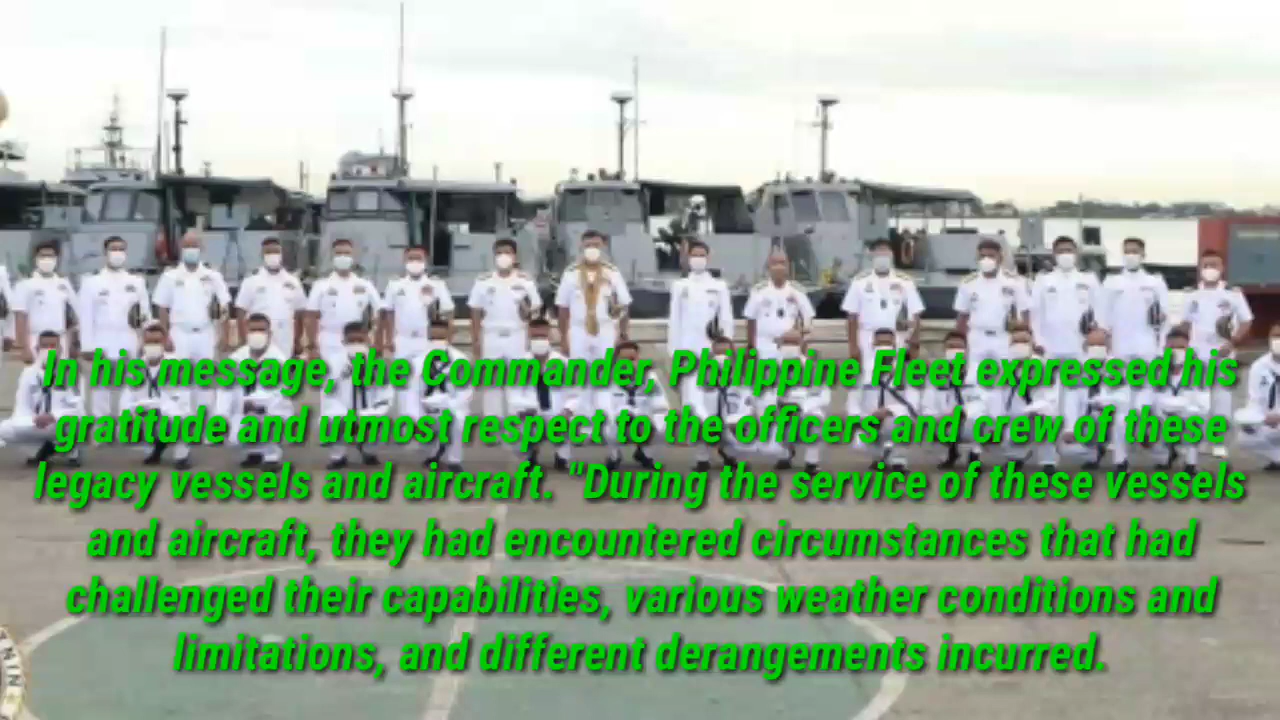 In his message, the Commander, Philippine Fleet expressed his
gratitude and utmost respect to the officers and crew of these
legacy vessels and aircraft. "During the service of these vessels
and aircraft, they had encountered circumstances that had
challenged their capabilities, various weather conditions and
limitations, and different derangements incurred.